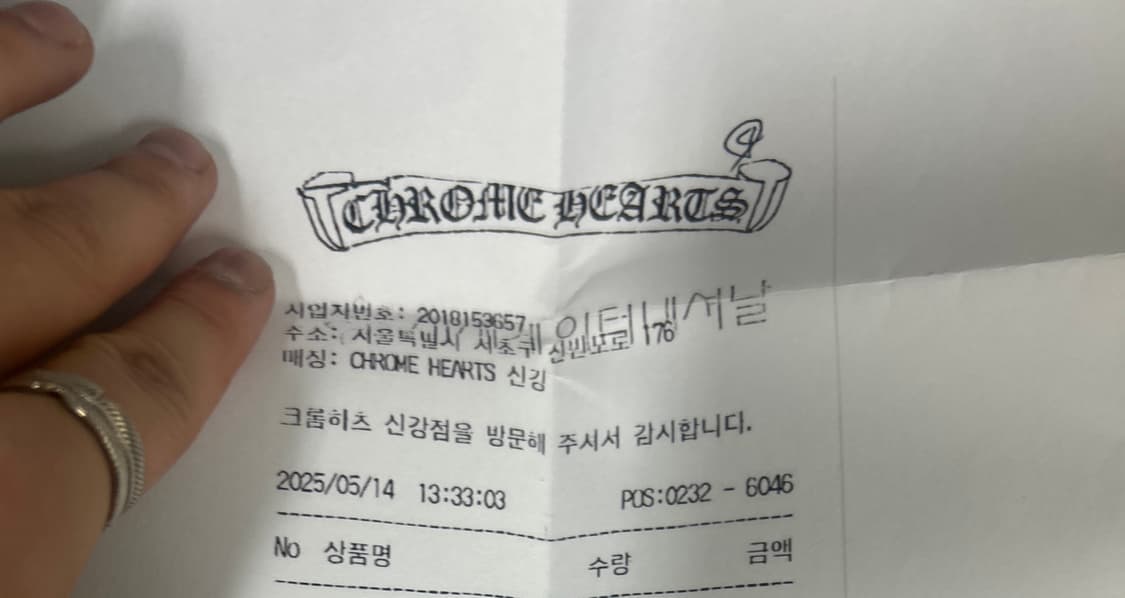 CHROME HEARTS
사업자번호: 2018153657 인터내셔날
주소: 서울특별시 서초구 신반포로 176
매장: CHROME HEARTS 신강
크롬하츠 신강점을 방문해 주셔서 감사합니다.
2025/05/14 13:33:03 POS:0232 - 6046
No 상품명 수량 금액